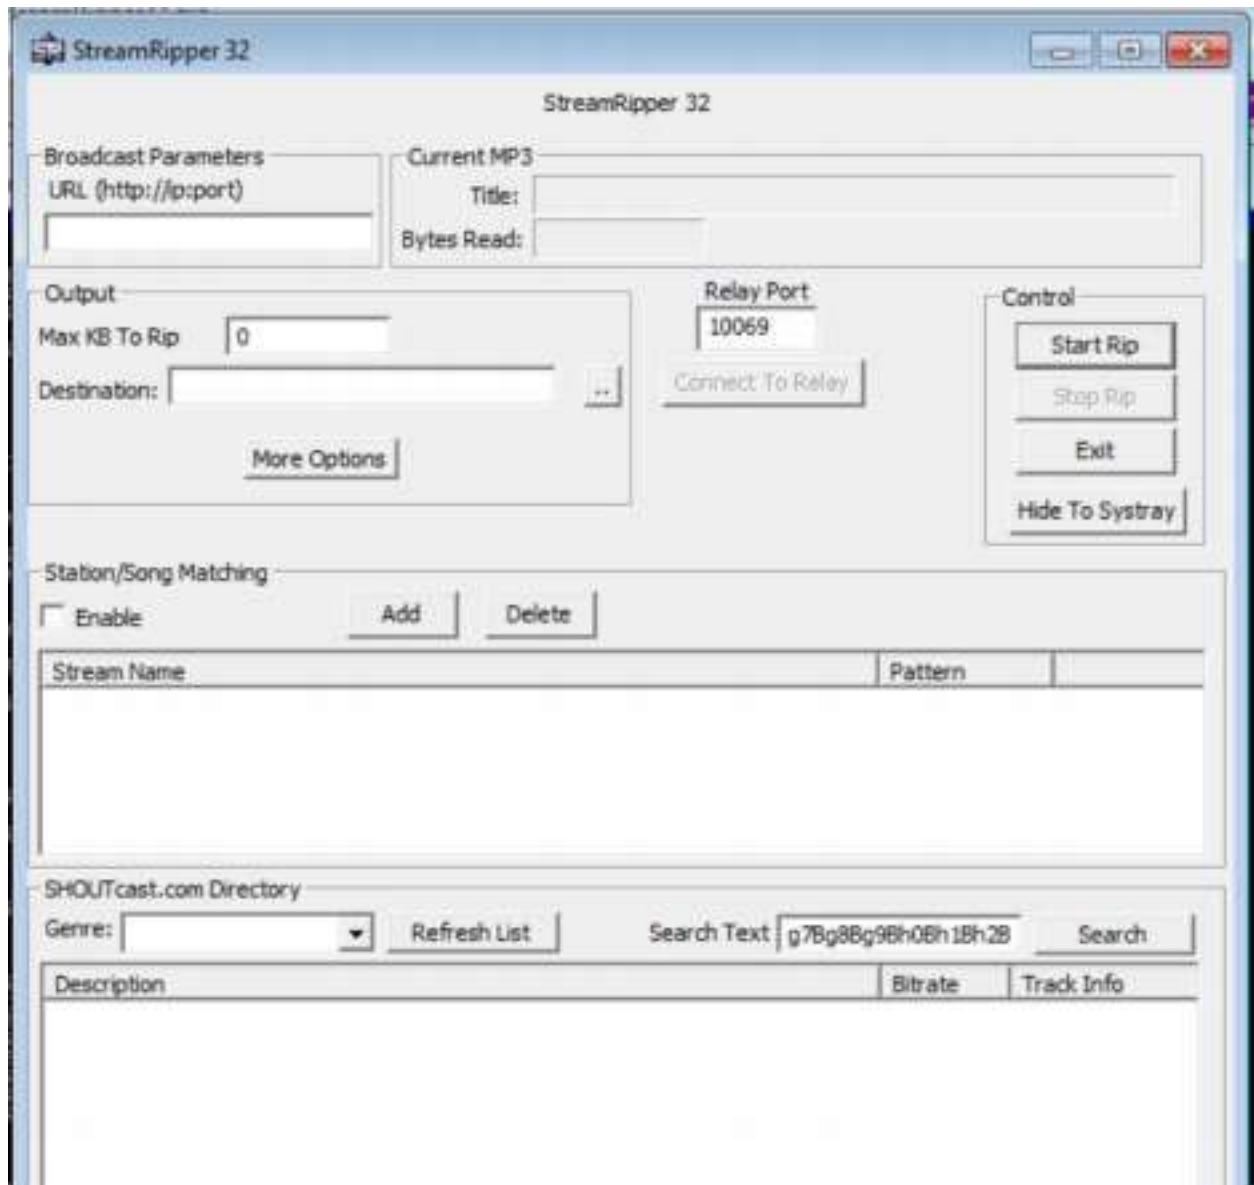 StreamRipper 32
StreamRipper 32
Broadcast Parameters
URL (http://ip:port)
Current MP3
Title:
Bytes Read:
Output
Max KB To Rip 0
Destination: ..
More Options
Relay Port
10069
Connect To Relay
Control
Start Rip
Stop Rip
Exit
Hide To Systray
Station/Song Matching
Enable Add Delete
Stream Name Pattern
SHOUTcast.com Directory
Genre: Refresh List Search Text g7Bg8Bg9Bh0Bh1Bh2B Search
Description Bitrate Track Info